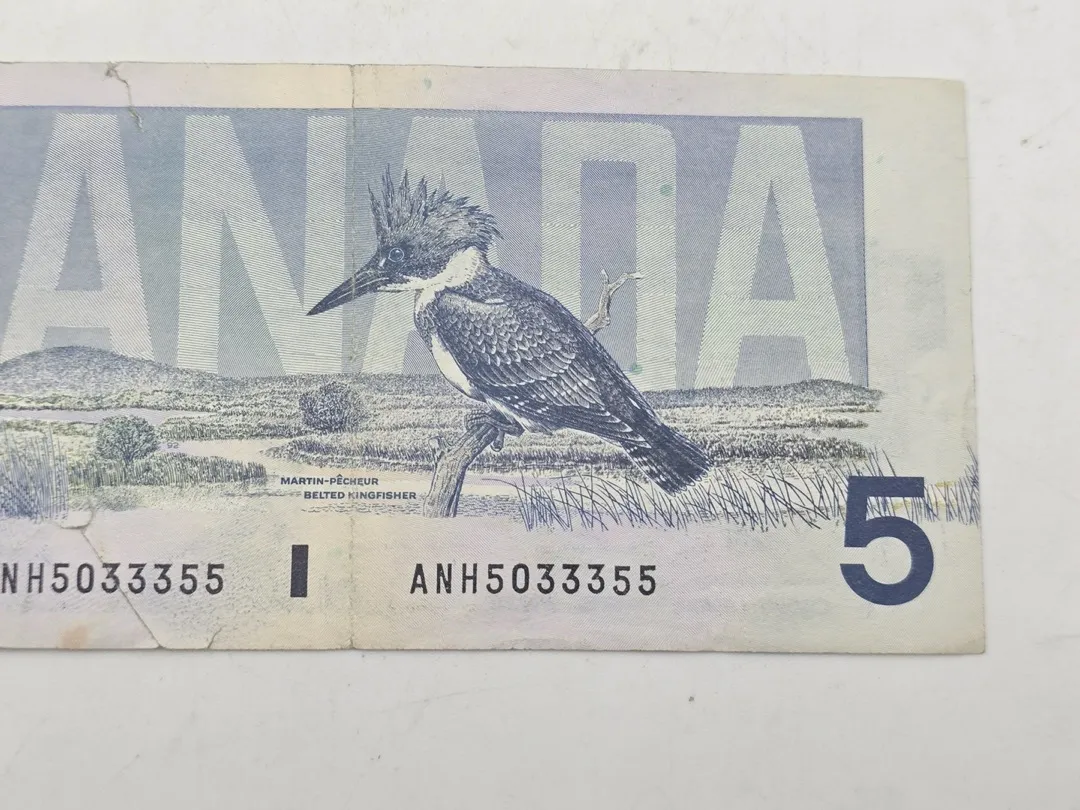 ANADA
MARTIN-PÊCHEUR
BELTED KINGFISHER
5
NH5033355
ANH5033355